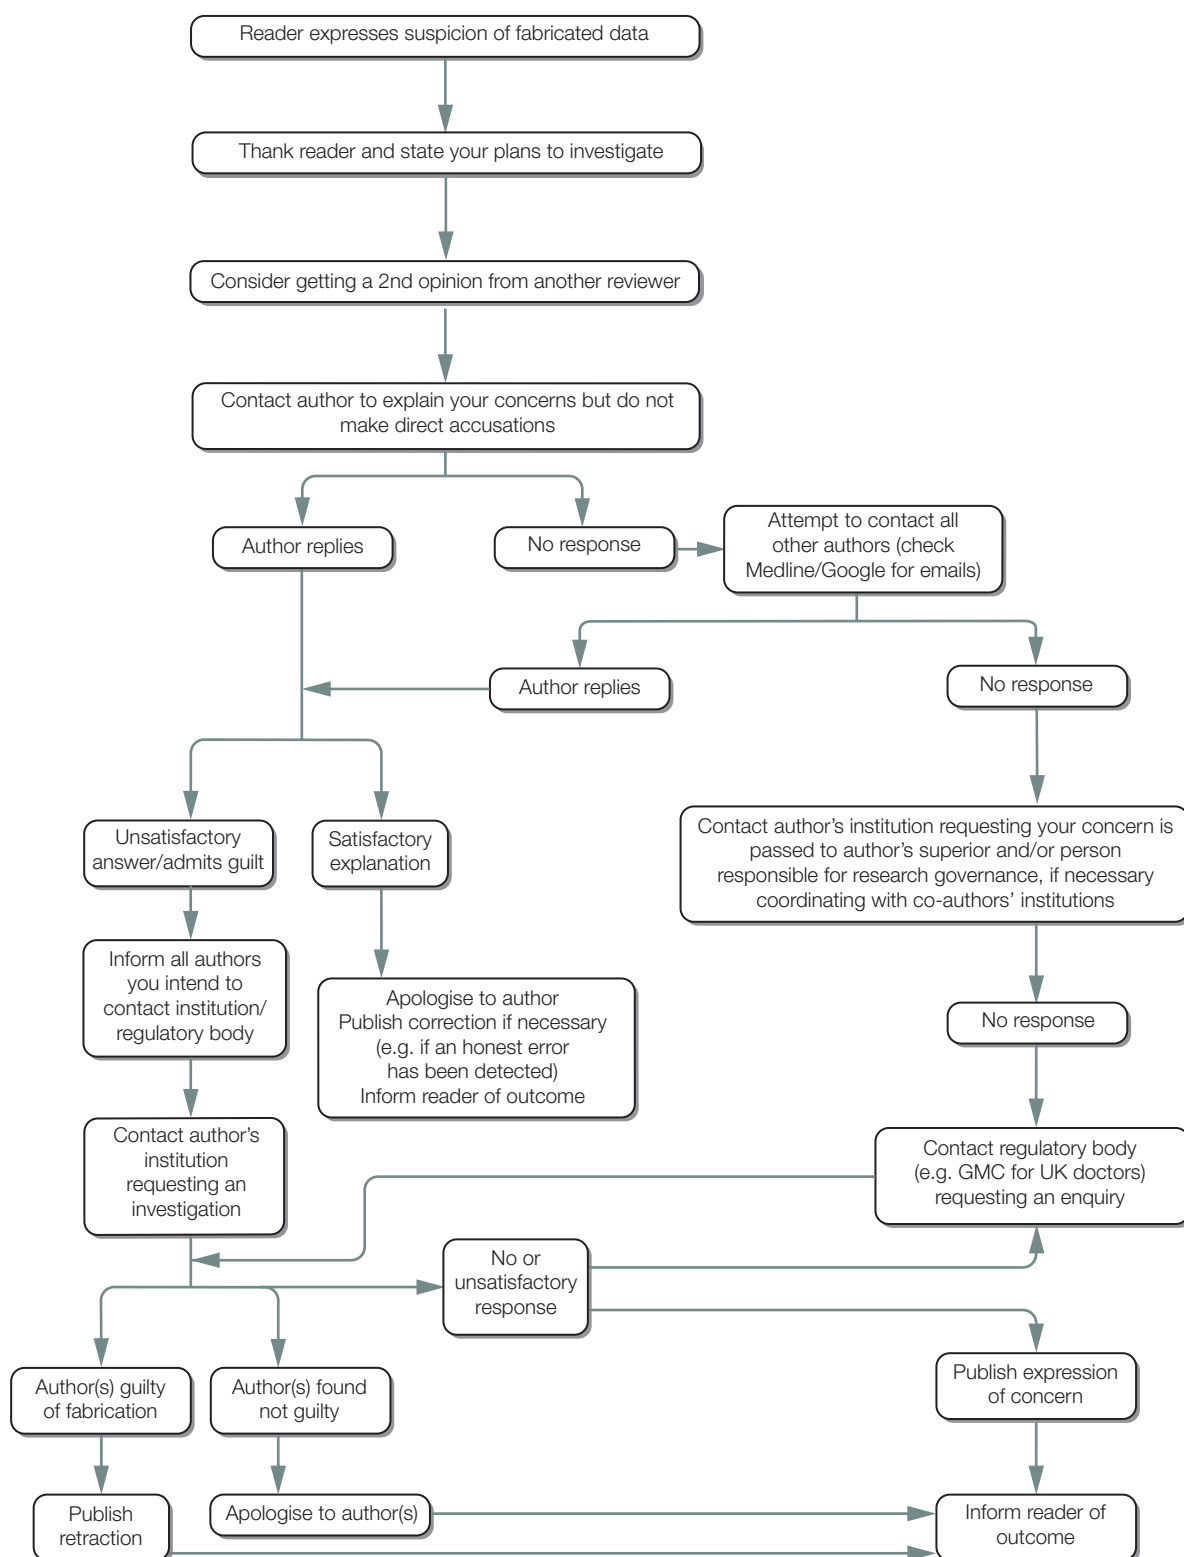 Reader expresses suspicion of fabricated data
Thank reader and state your plans to investigate
Consider getting a 2nd opinion from another reviewer
Contact author to explain your concerns but do not
make direct accusations
Author replies
No response
Attempt to contact all
other authors (check
Medline/Google for emails)
Author replies
No response
Unsatisfactory
answer/admits guilt
Satisfactory
explanation
Contact author's institution requesting your concern is
passed to author's superior and/or person
responsible for research governance, if necessary
coordinating with co-authors' institutions
Inform all authors
you intend to
contact institution/
regulatory body
Apologise to author
Publish correction if necessary
(e.g. if an honest error
has been detected)
Inform reader of outcome
No response
Contact author's
institution
requesting an
investigation
Contact regulatory body
(e.g. GMC for UK doctors)
requesting an enquiry
No or
unsatisfactory
response
Author(s) guilty
of fabrication
Author(s) found
not guilty
Publish expression
of concern
Publish
retraction
Apologise to author(s)
Inform reader of
outcome